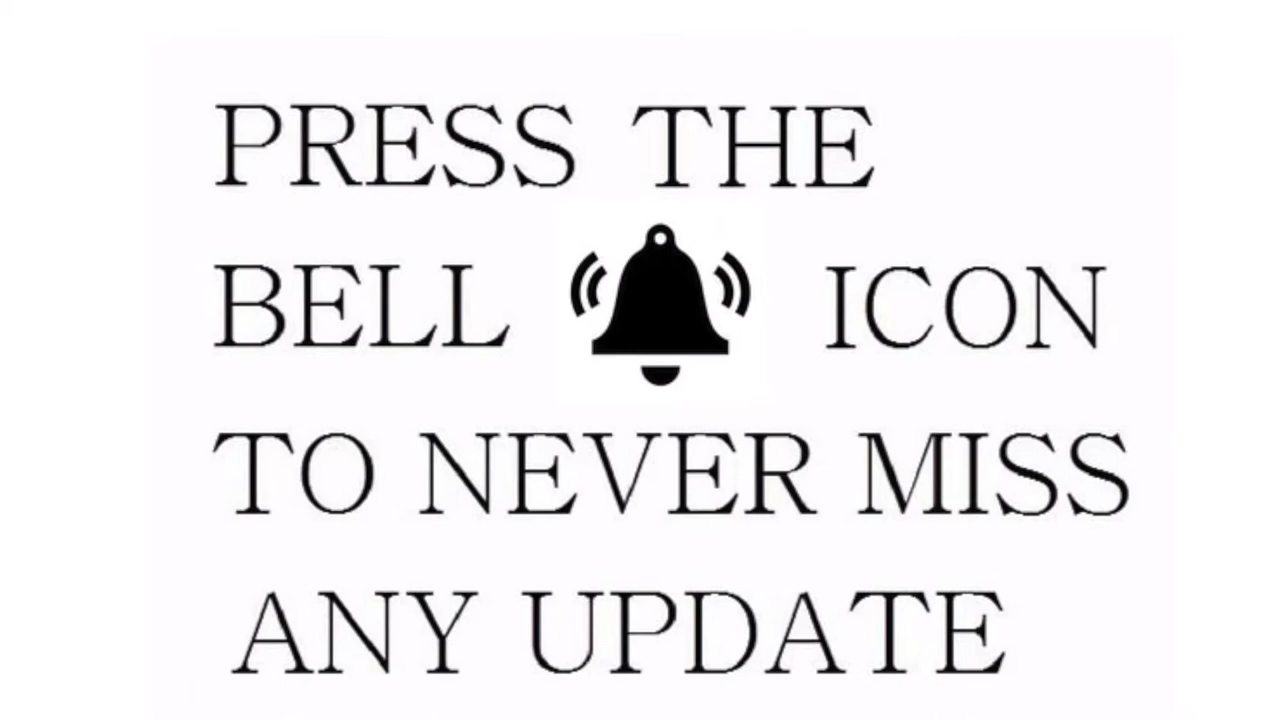 PRESS THE
BELL ICON
TO NEVER MISS
ANY UPDATE